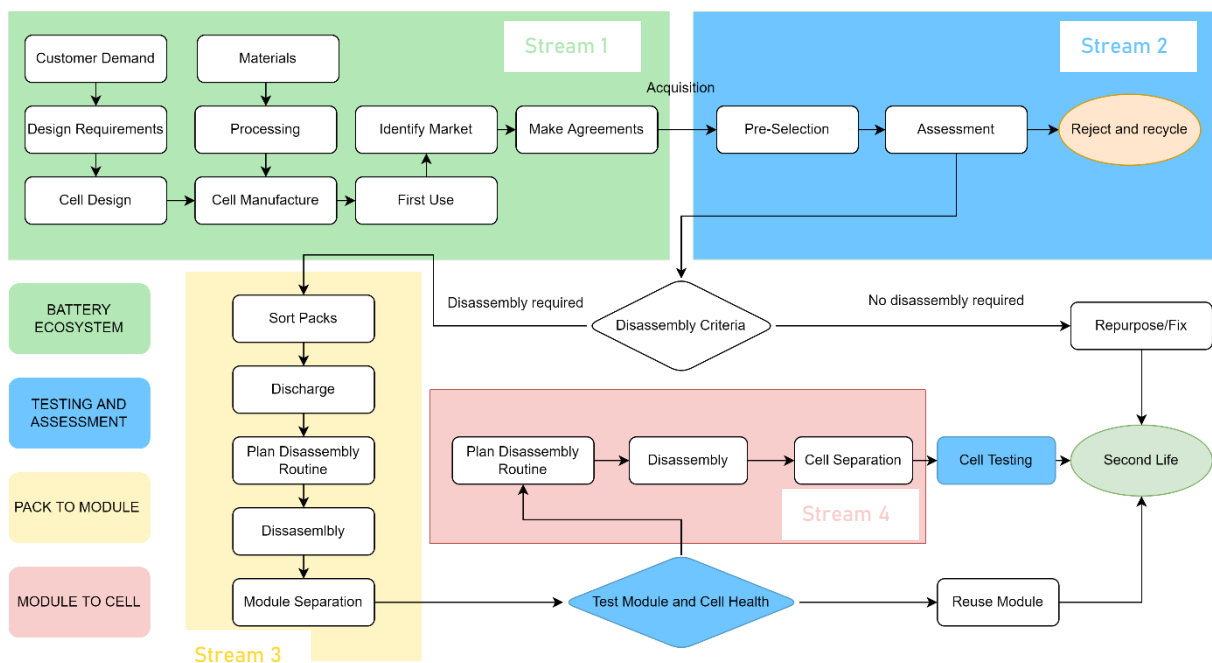 Stream 1
Stream 2
Customer Demand
Materials
Acquisition
Design Requirements
Processing
Identify Market
Make Agreements
Pre-Selection
Assessment
Reject and recycle
Cell Design
Cell Manufacture
First Use
BATTERY
ECOSYSTEM
Disassembly required
No disassembly required
Sort Packs
Disassembly Criteria
Repurpose/Fix
TESTING AND
ASSESSMENT
Discharge
Plan Disassembly
Routine
Plan Disassembly
Routine
Disassembly
Cell Separation
Cell Testing
Second Life
PACK TO MODULE
Dissasemlbly
Stream 4
MODULE TO CELL
Module Separation
Test Module and Cell Health
Reuse Module
Stream 3